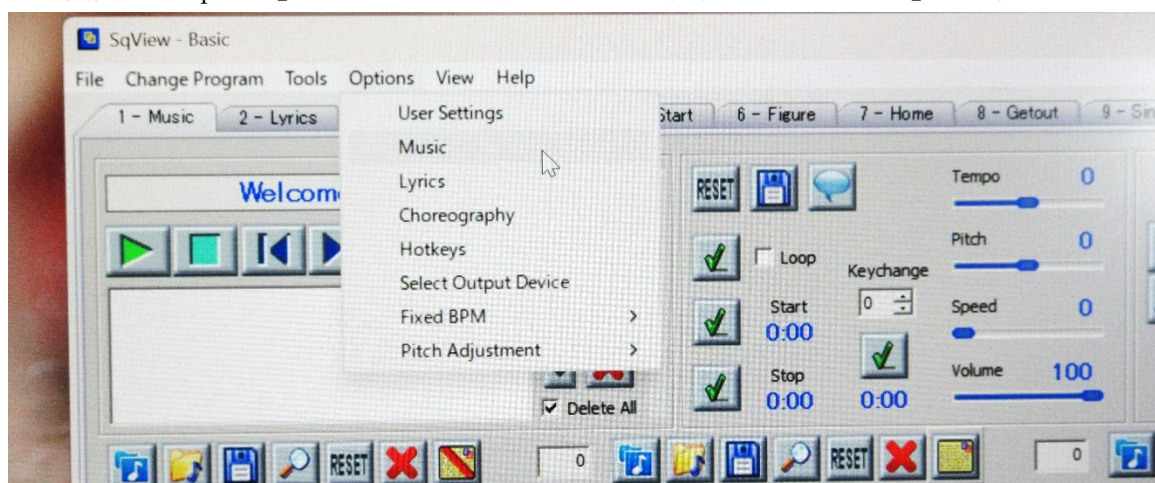 SqView - Basic
File Change Program Tools Options View Help
1 - Music 2 - Lyrics Start 6 - Figure 7 - Home 8 - Getout 9 - Sin
User Settings
Music
Lyrics
Choreography
Hotkeys
Select Output Device
Fixed BPM >
Pitch Adjustment >
Welcom
Delete All
RESET
0
RESET
Loop
Start
0:00
Stop
0:00
Keychange
0
0:00
Tempo 0
Pitch 0
Speed 0
Volume 100
RESET
0